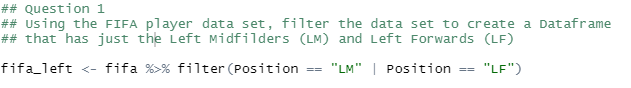 ## Question 1
## Using the FIFA player data set, filter the data set to create a Dataframe
## that has just the Left Midfilders (LM) and Left Forwards (LF)
fifa_left <- fifa %>% filter(Position == "LM" | Position == "LF")